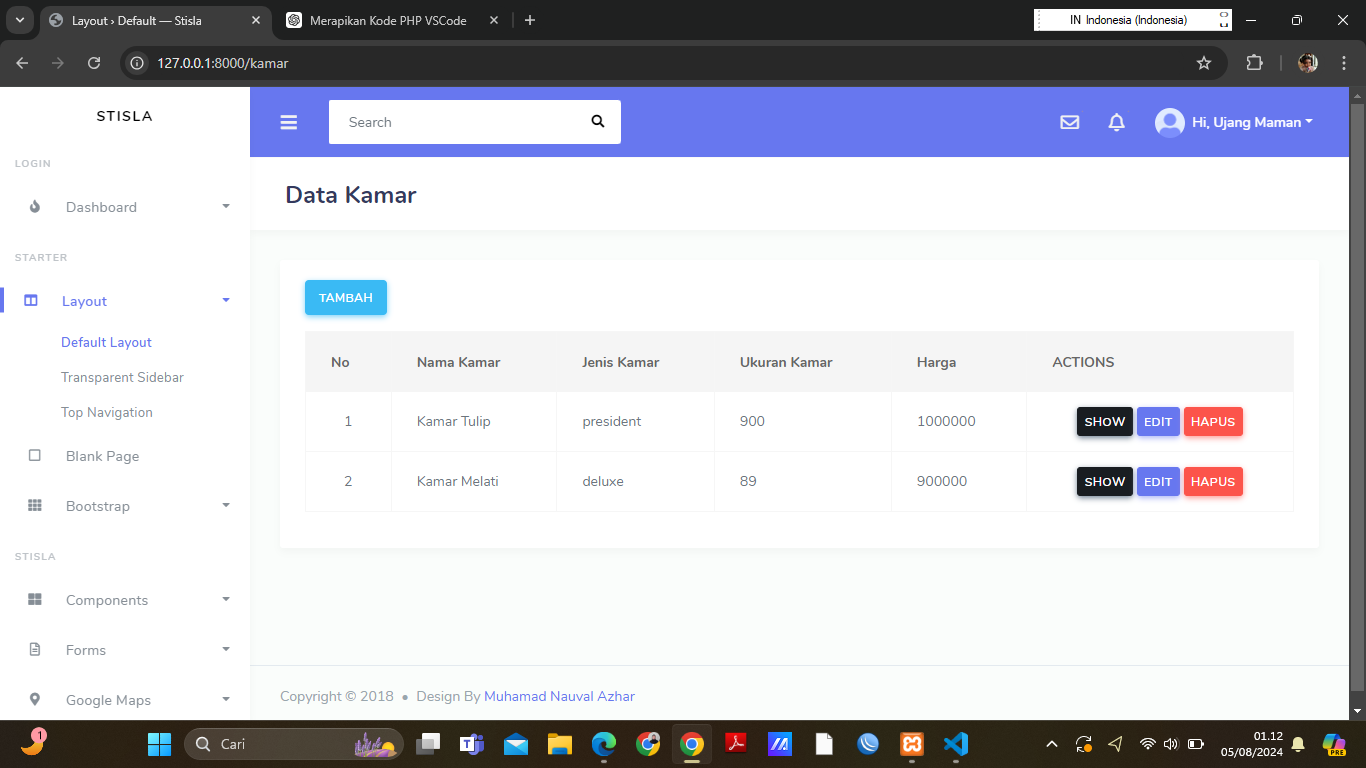 Layout › Default — Stisla
Merapikan Kode PHP VSCode
IN Indonesia (Indonesia)
127.0.0.1:8000/kamar
STISLA
Search
Hi, Ujang Maman
LOGIN
Dashboard
STARTER
Layout
Default Layout
Transparent Sidebar
Top Navigation
Blank Page
Bootstrap
STISLA
Components
Forms
Google Maps
Data Kamar
TAMBAH
No Nama Kamar Jenis Kamar Ukuran Kamar Harga ACTIONS
1 Kamar Tulip president 900 1000000 SHOW EDIT HAPUS
2 Kamar Melati deluxe 89 900000 SHOW EDIT HAPUS
Copyright © 2018 • Design By Muhamad Nauval Azhar
1
Cari
01.12
05/08/2024
PRE